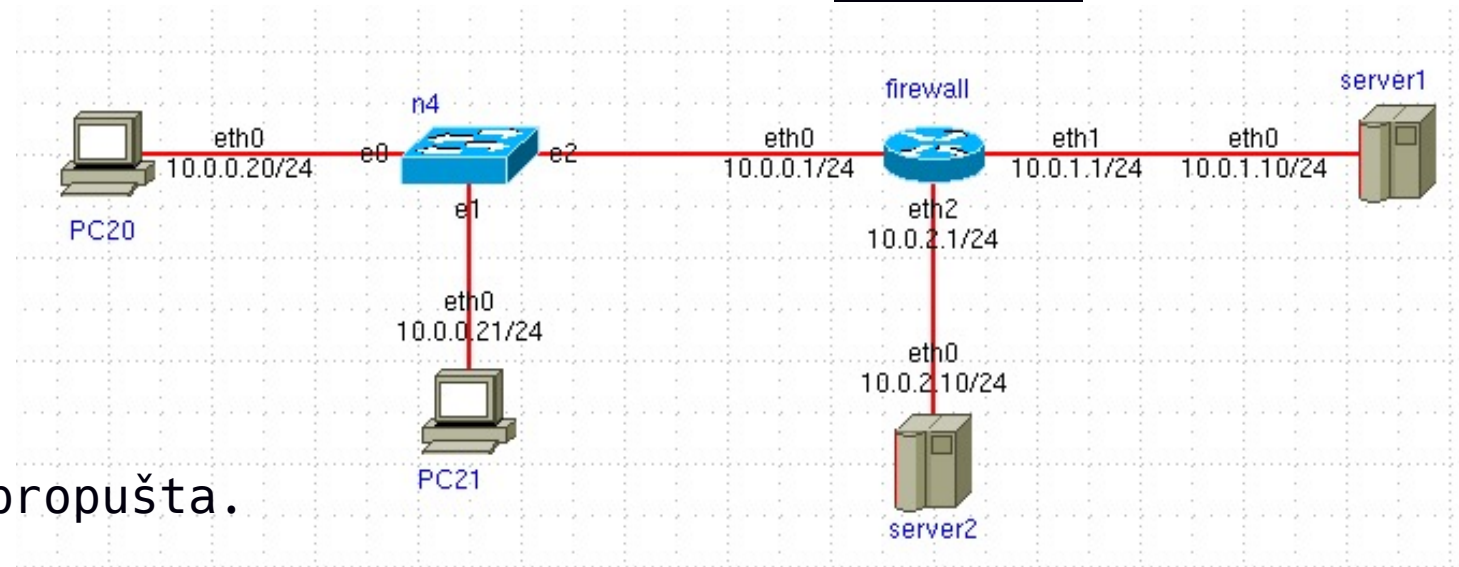 firewall
server1
n4
eth0
10.0.0.20/24
e0
e2
eth0
10.0.0.1/24
eth1
10.0.1.1/24
eth0
10.0.1.10/24
PC20
e1
eth2
10.0.2.1/24
eth0
10.0.0.21/24
eth0
10.0.2.10/24
PC21
propušta.
server2